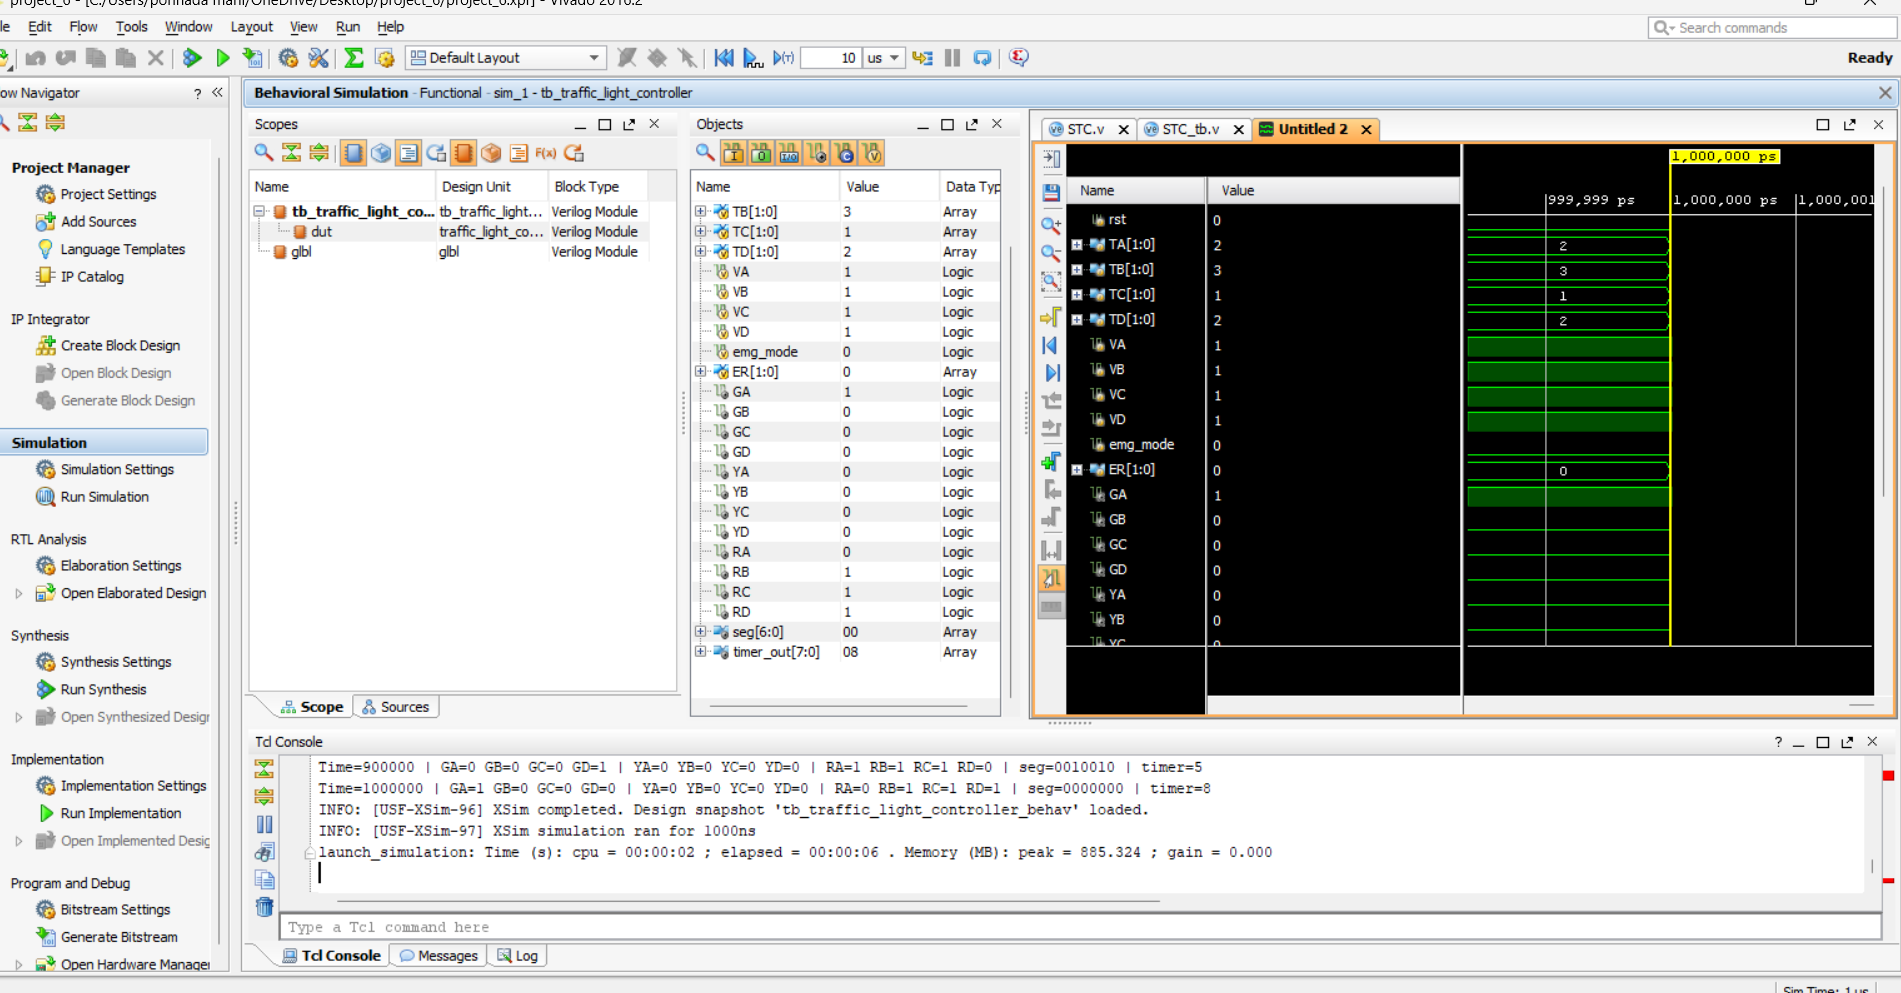 project_6 - [C:/Users/ponnada mani/OneDrive/Desktop/project_6/project_6.xpr] - Vivado 2016.2
le Edit Flow Tools Window Layout View Run Help
Search commands
Default Layout
10 us
Ready
ow Navigator ? «
Project Manager
Project Settings
Add Sources
Language Templates
IP Catalog
IP Integrator
Create Block Design
Open Block Design
Generate Block Design
Simulation
Simulation Settings
Run Simulation
RTL Analysis
Elaboration Settings
Open Elaborated Design
Synthesis
Synthesis Settings
Run Synthesis
Open Synthesized Design
Implementation
Implementation Settings
Run Implementation
Open Implemented Desig
Program and Debug
Bitstream Settings
Generate Bitstream
Open Hardware Manager
Behavioral Simulation - Functional - sim_1 - tb_traffic_light_controller
Scopes
Name Design Unit Block Type
tb_traffic_light_co... tb_traffic_light... Verilog Module
dut traffic_light_co... Verilog Module
glbl glbl Verilog Module
Scope Sources
Objects
Name Value Data Typ
TB[1:0] 3 Array
TC[1:0] 1 Array
TD[1:0] 2 Array
VA 1 Logic
VB 1 Logic
VC 1 Logic
VD 1 Logic
emg_mode 0 Logic
ER[1:0] 0 Array
GA 1 Logic
GB 0 Logic
GC 0 Logic
GD 0 Logic
YA 0 Logic
YB 0 Logic
YC 0 Logic
YD 0 Logic
RA 0 Logic
RB 1 Logic
RC 1 Logic
RD 1 Logic
seg[6:0] 00 Array
timer_out[7:0] 08 Array
STC.v STC_tb.v Untitled 2
1,000,000 ps
Name Value
999,999 ps 1,000,000 ps 1,000,001
rst 0
TA[1:0] 2 2
TB[1:0] 3 3
TC[1:0] 1 1
TD[1:0] 2 2
VA 1
VB 1
VC 1
VD 1
emg_mode 0
ER[1:0] 0 0
GA 1
GB 0
GC 0
GD 0
YA 0
YB 0
YC 0
Tcl Console
Time=900000 | GA=0 GB=0 GC=0 GD=1 | YA=0 YB=0 YC=0 YD=0 | RA=1 RB=1 RC=1 RD=0 | seg=0010010 | timer=5
Time=1000000 | GA=1 GB=0 GC=0 GD=0 | YA=0 YB=0 YC=0 YD=0 | RA=0 RB=1 RC=1 RD=1 | seg=0000000 | timer=8
INFO: [USF-XSim-96] XSim completed. Design snapshot 'tb_traffic_light_controller_behav' loaded.
INFO: [USF-XSim-97] XSim simulation ran for 1000ns
launch_simulation: Time (s): cpu = 00:00:02 ; elapsed = 00:00:06 . Memory (MB): peak = 885.324 ; gain = 0.000
Type a Tcl command here
Tcl Console Messages Log
Sim Time: 1 us